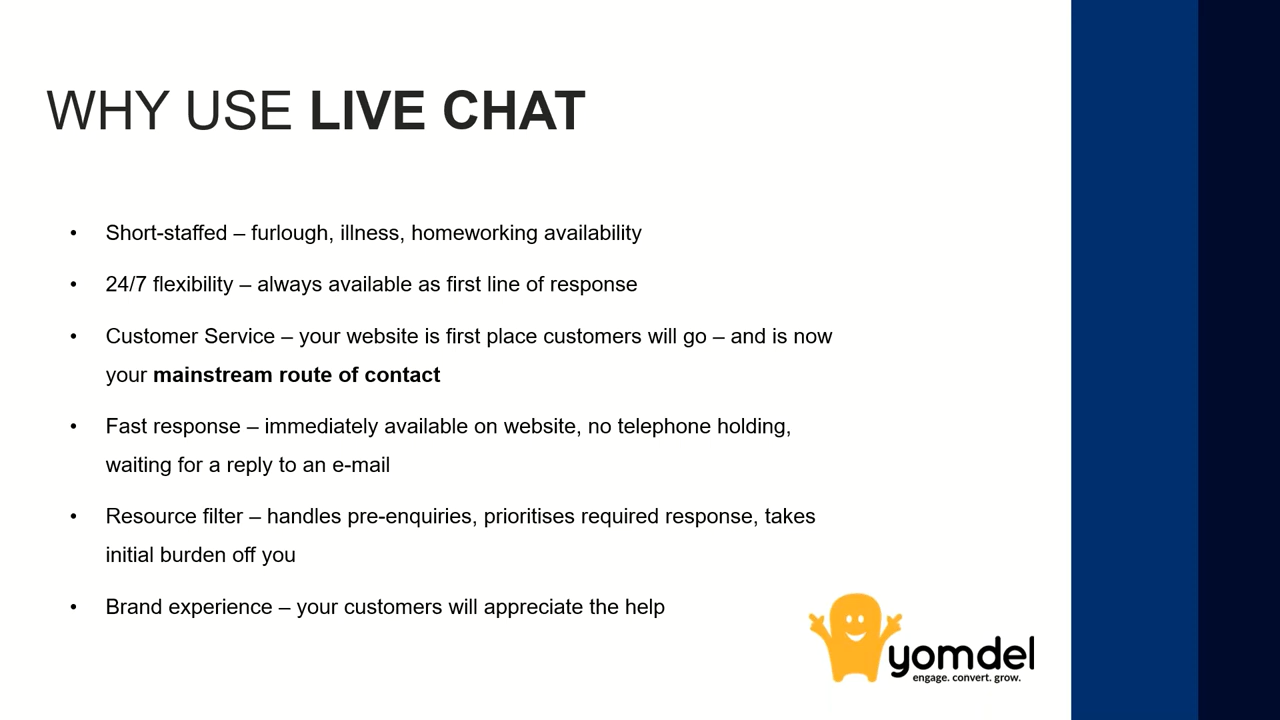 WHY USE LIVE CHAT
• Short-staffed – furlough, illness, homeworking availability
• 24/7 flexibility – always available as first line of response
• Customer Service – your website is first place customers will go – and is now
your mainstream route of contact
• Fast response – immediately available on website, no telephone holding,
waiting for a reply to an e-mail
• Resource filter – handles pre-enquiries, prioritises required response, takes
initial burden off you
• Brand experience – your customers will appreciate the help
yomdel
engage. convert. grow.